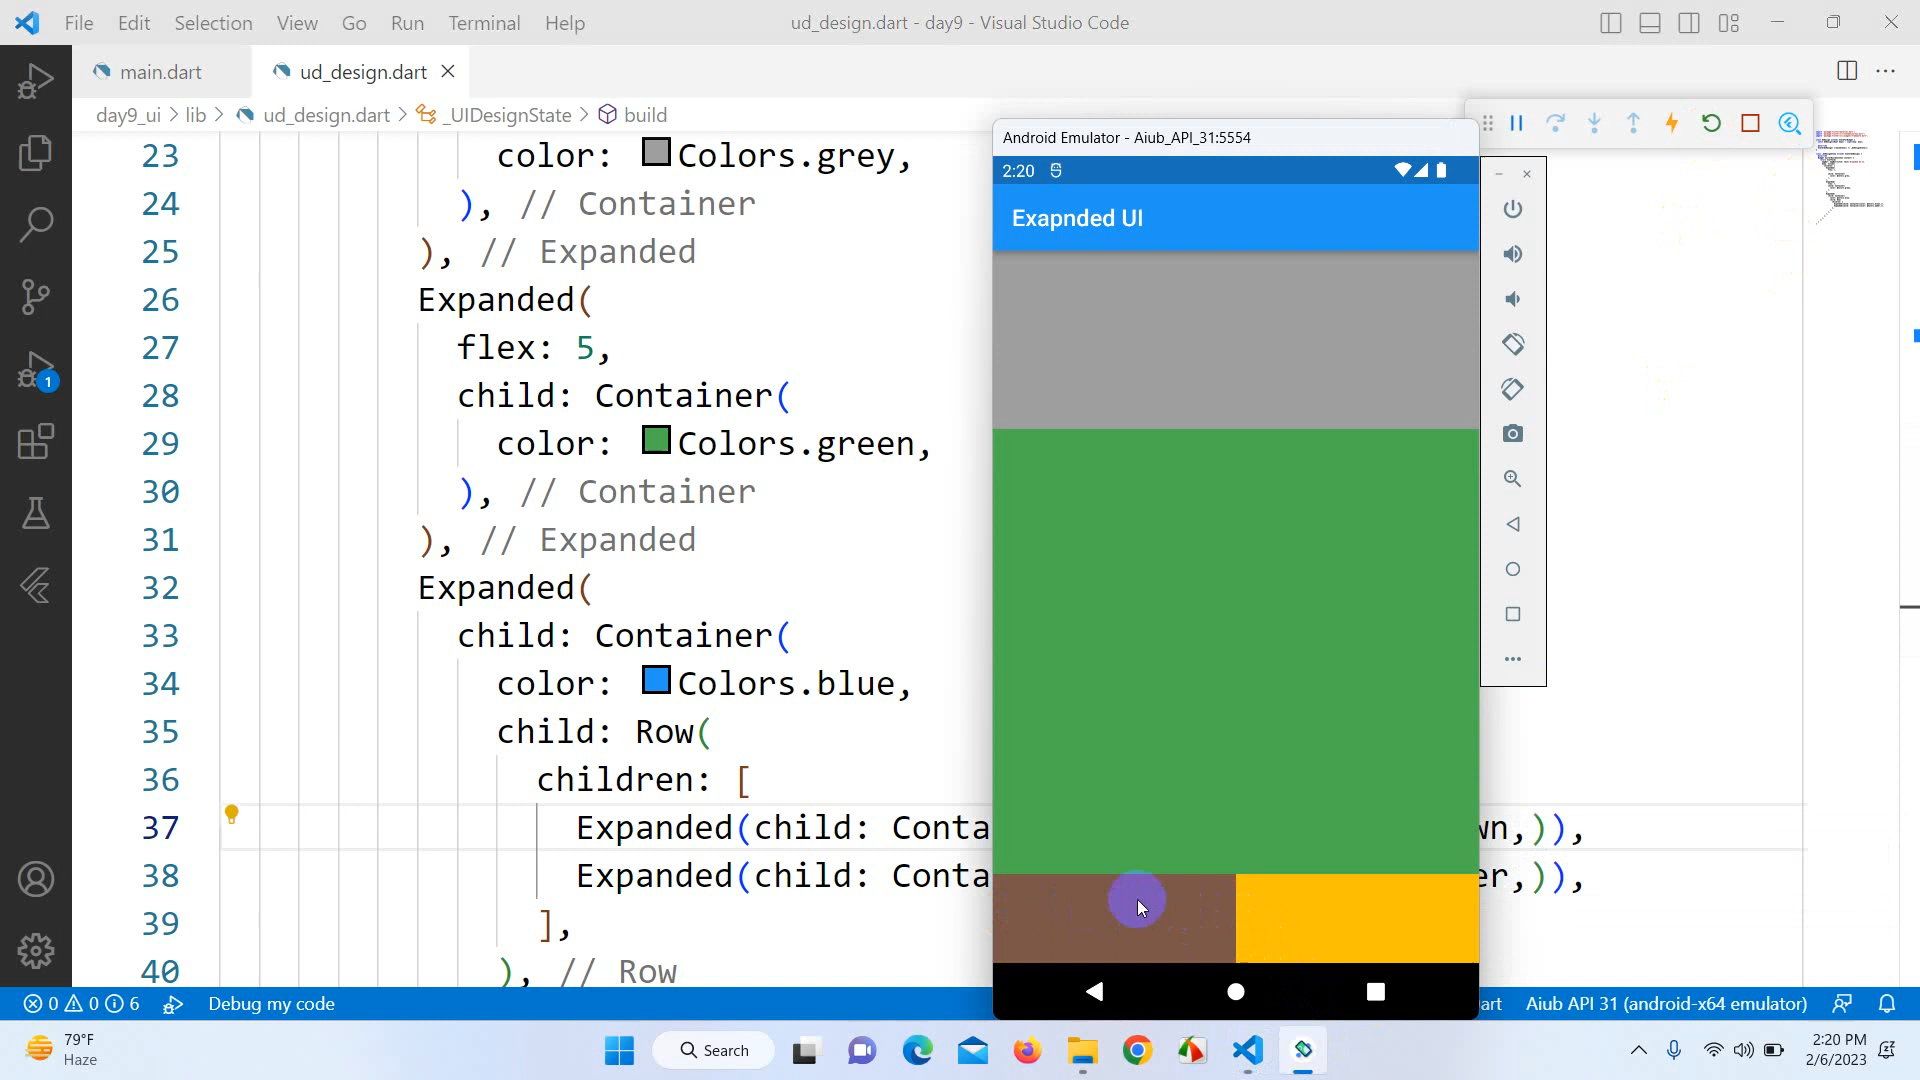 File Edit Selection View Go Run Terminal Help
ud_design.dart - day9 - Visual Studio Code
main.dart
ud_design.dart
day9_ui > lib > ud_design.dart > _UIDesignState > build
23 color: Colors.grey,
24 ), // Container
25 ), // Expanded
26 Expanded(
27 flex: 5,
28 child: Container(
29 color: Colors.green,
30 ), // Container
31 ), // Expanded
32 Expanded(
33 child: Container(
34 color: Colors.blue,
35 child: Row(
36 children: [
37 Expanded(child: Conta wn,)),
38 Expanded(child: Conta er,)),
39 ],
40 ), // Row
Android Emulator - Aiub_API_31:5554
2:20
Exapnded UI
1
0 0 6 Debug my code
art Aiub API 31 (android-x64 emulator)
79°F
Haze
Search
2:20 PM
2/6/2023